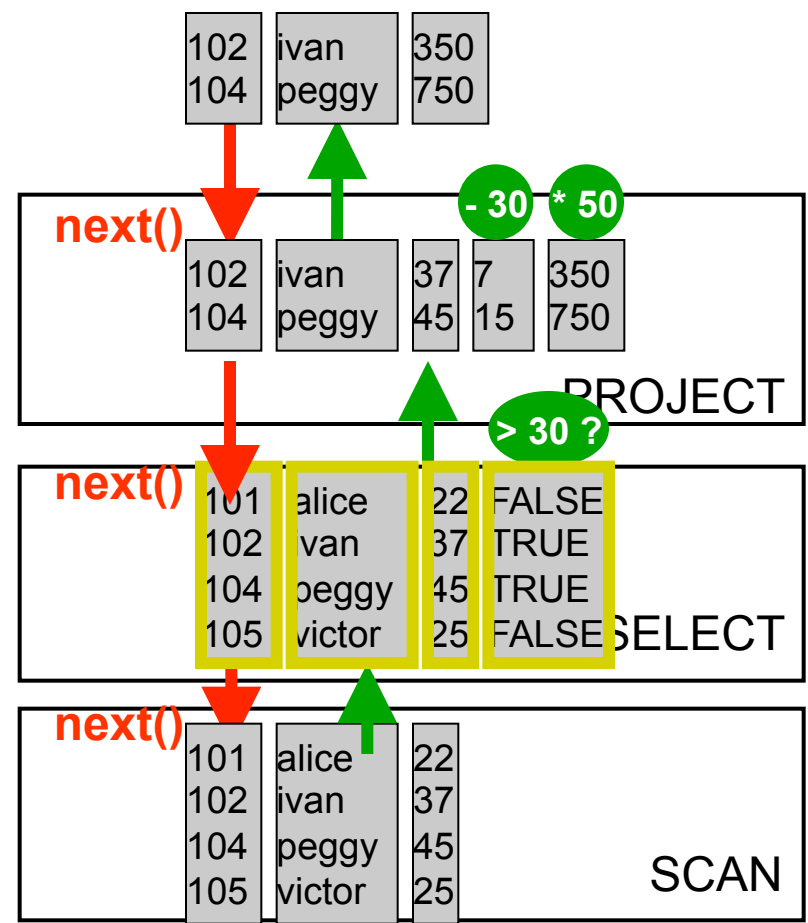 102 ivan 350
104 peggy 750
- 30 * 50
next()
102 ivan 37 7 350
104 peggy 45 15 750
PROJECT
> 30 ?
next()
101 alice 22 FALSE
102 ivan 37 TRUE
104 peggy 45 TRUE
105 victor 25 FALSE
SELECT
next()
101 alice 22
102 ivan 37
104 peggy 45
105 victor 25
SCAN